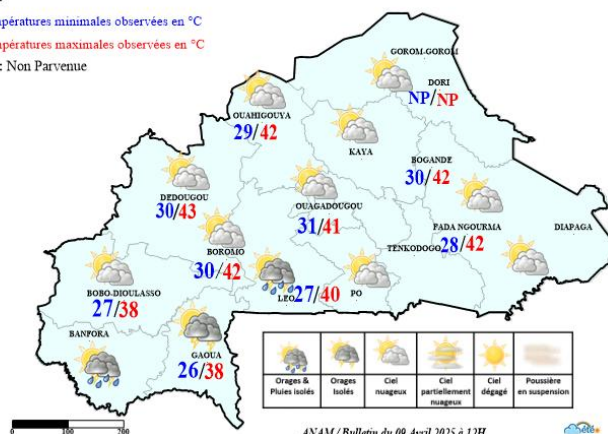 températures minimales observées en °C
températures maximales observées en °C
: Non Parvenue
GOROM-GOROM
DORI
NP/NP
OUAHIGOUYA
29/42
KAYA
BOGANDE
30/42
DEDOUGOU
30/43
OUAGADOUGOU
31/41
FADA NGOURMA
28/42
DIAPAGA
TENKODOGO
BOROMO
30/42
BOBO-DIOULASSO
27/38
LEO 27/40
PO
BANFORA
GAOUA
26/38
Orages &
Pluies isolés
Orages
Isolés
Ciel
nuageux
Ciel
partiellement
nuageux
Ciel
dégagé
Poussière
en suspension
0 100 200
ANAM / Bulletin du 09 Avril 2025 à 12H